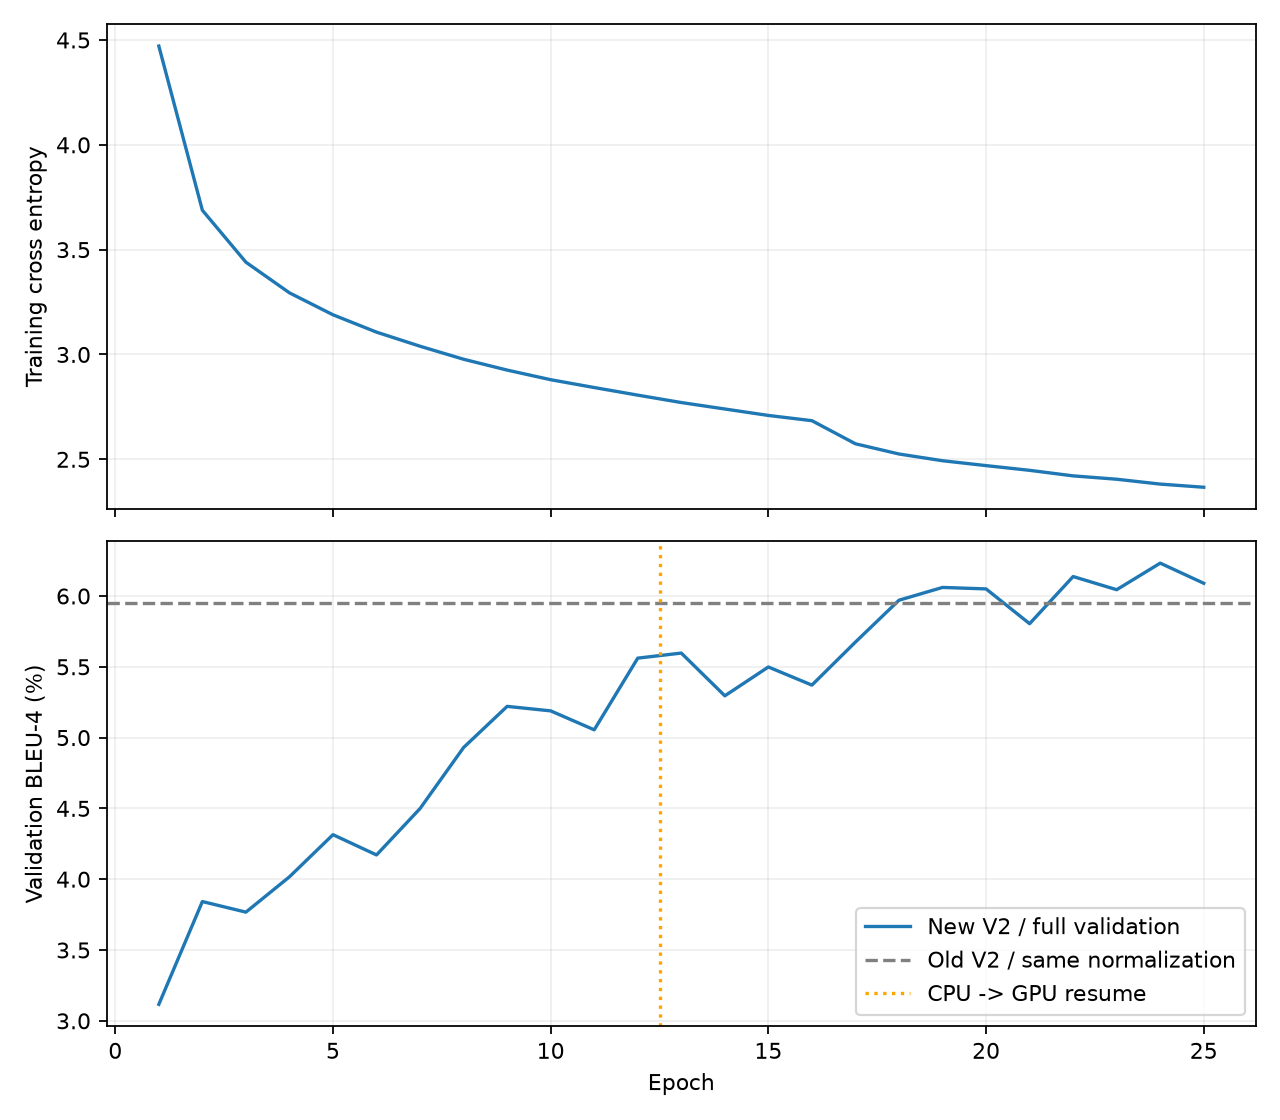 4.5
4.0
3.5
3.0
2.5
Training cross entropy
6.0
5.5
5.0
4.5
4.0
3.5
3.0
Validation BLEU-4 (%)
New V2 / full validation
Old V2 / same normalization
CPU -> GPU resume
0 5 10 15 20 25
Epoch